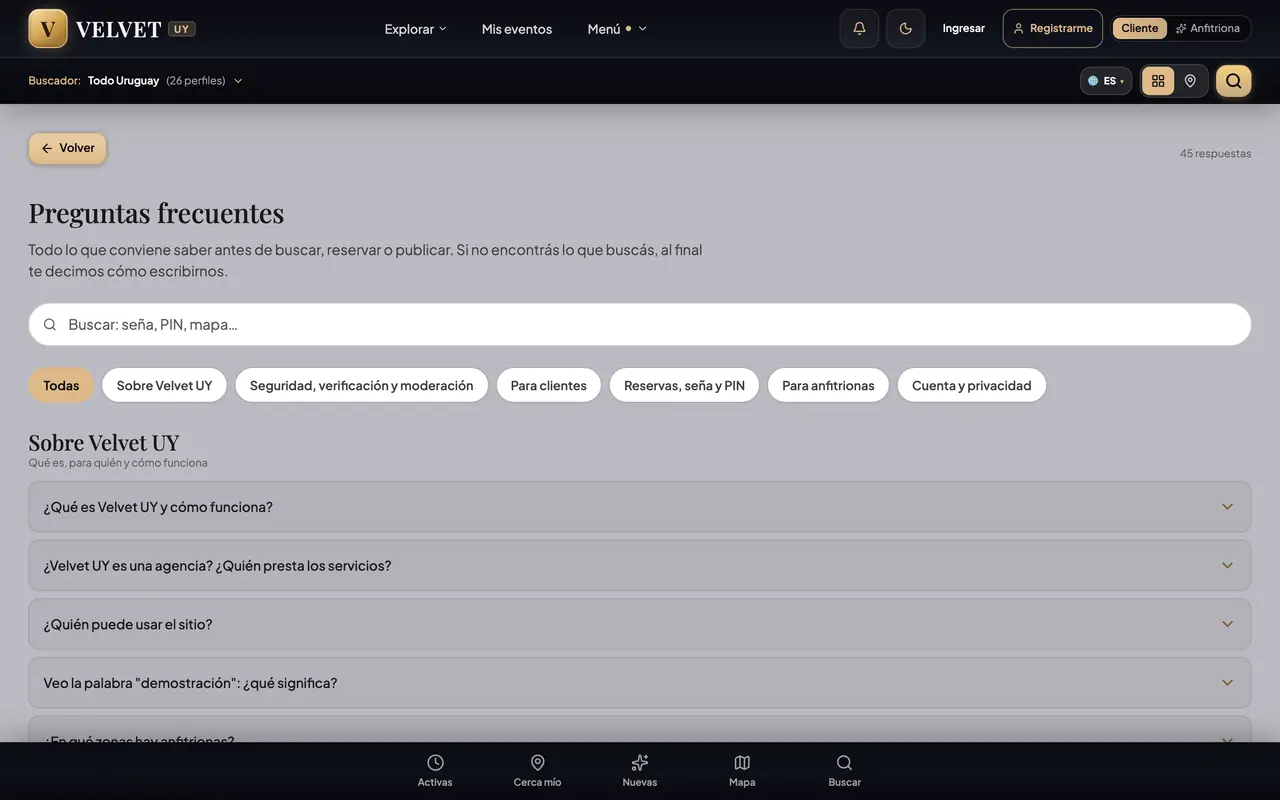 V VELVET UY
Explorar
Mis eventos
Menú
Ingresar
Registrarme
Cliente
Anfitriona
Buscador: Todo Uruguay (26 perfiles)
ES
Volver
45 respuestas
Preguntas frecuentes
Todo lo que conviene saber antes de buscar, reservar o publicar. Si no encontrás lo que buscás, al final
te decimos cómo escribirnos.
Buscar: seña, PIN, mapa...
Todas
Sobre Velvet UY
Seguridad, verificación y moderación
Para clientes
Reservas, seña y PIN
Para anfitrionas
Cuenta y privacidad
Sobre Velvet UY
Qué es, para quién y cómo funciona
¿Qué es Velvet UY y cómo funciona?
¿Velvet UY es una agencia? ¿Quién presta los servicios?
¿Quién puede usar el sitio?
Veo la palabra "demostración": ¿qué significa?
¿En qué zonas hay anfitrionas?
Activas
Cerca mío
Nuevas
Mapa
Buscar